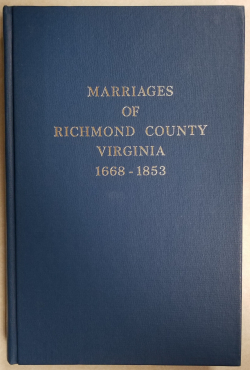 MARRIAGES
OF
RICHMOND COUNTY
VIRGINIA
1668-1853